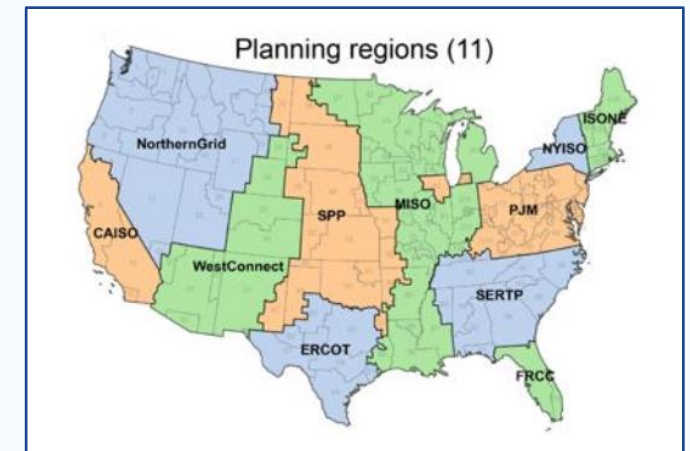 Planning regions (11)
ISONE
NorthernGrid
NYISO
MISO
SPP
PJM
CAISO
WestConnect
SERTP
ERCOT
FRCC